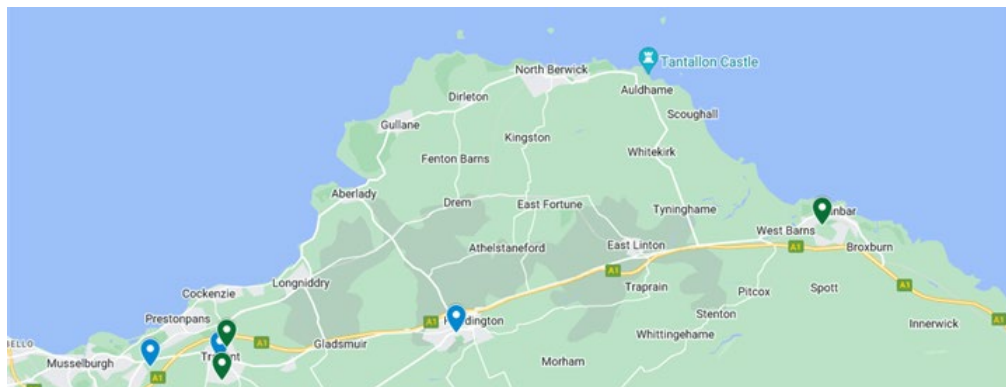 North Berwick
Tantallon Castle
Auldhame
Dirleton
Scoughall
Gullane
Kingston
Fenton Barns
Whitekirk
Aberlady
Drem
East Fortune
Tyninghame
West Barns
Athelstaneford
East Linton
A1
Broxburn
A1
Longniddry
Traprain
A1
Cockenzie
Pitcox
Spott
Prestonpans
A1
Stenton
Innerwick
A1
A1
Gladsmuir
Whittingehame
Musselburgh
Morham
A1